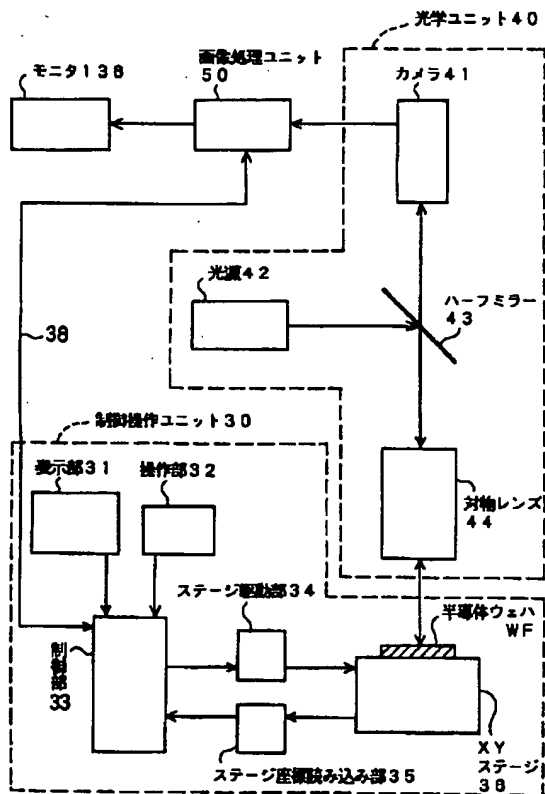 光学ユニット40
画像処理ユニット
50
モニタ136
カメラ41
光源42
ハーフミラー
43
38
制御操作ユニット30
表示部31
操作部32
対物レンズ
44
ステージ駆動部34
半導体ウェハ
WF
制御部
33
ステージ座標読み込み部35
XY
ステージ
36